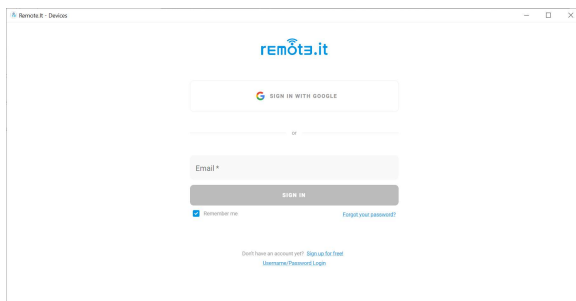 Remote.It - Devices
remote.it
SIGN IN WITH GOOGLE
or
Email *
SIGN IN
Remember me
Forgot your password?
Don't have an account yet? Sign up for free!
Username/Password Login